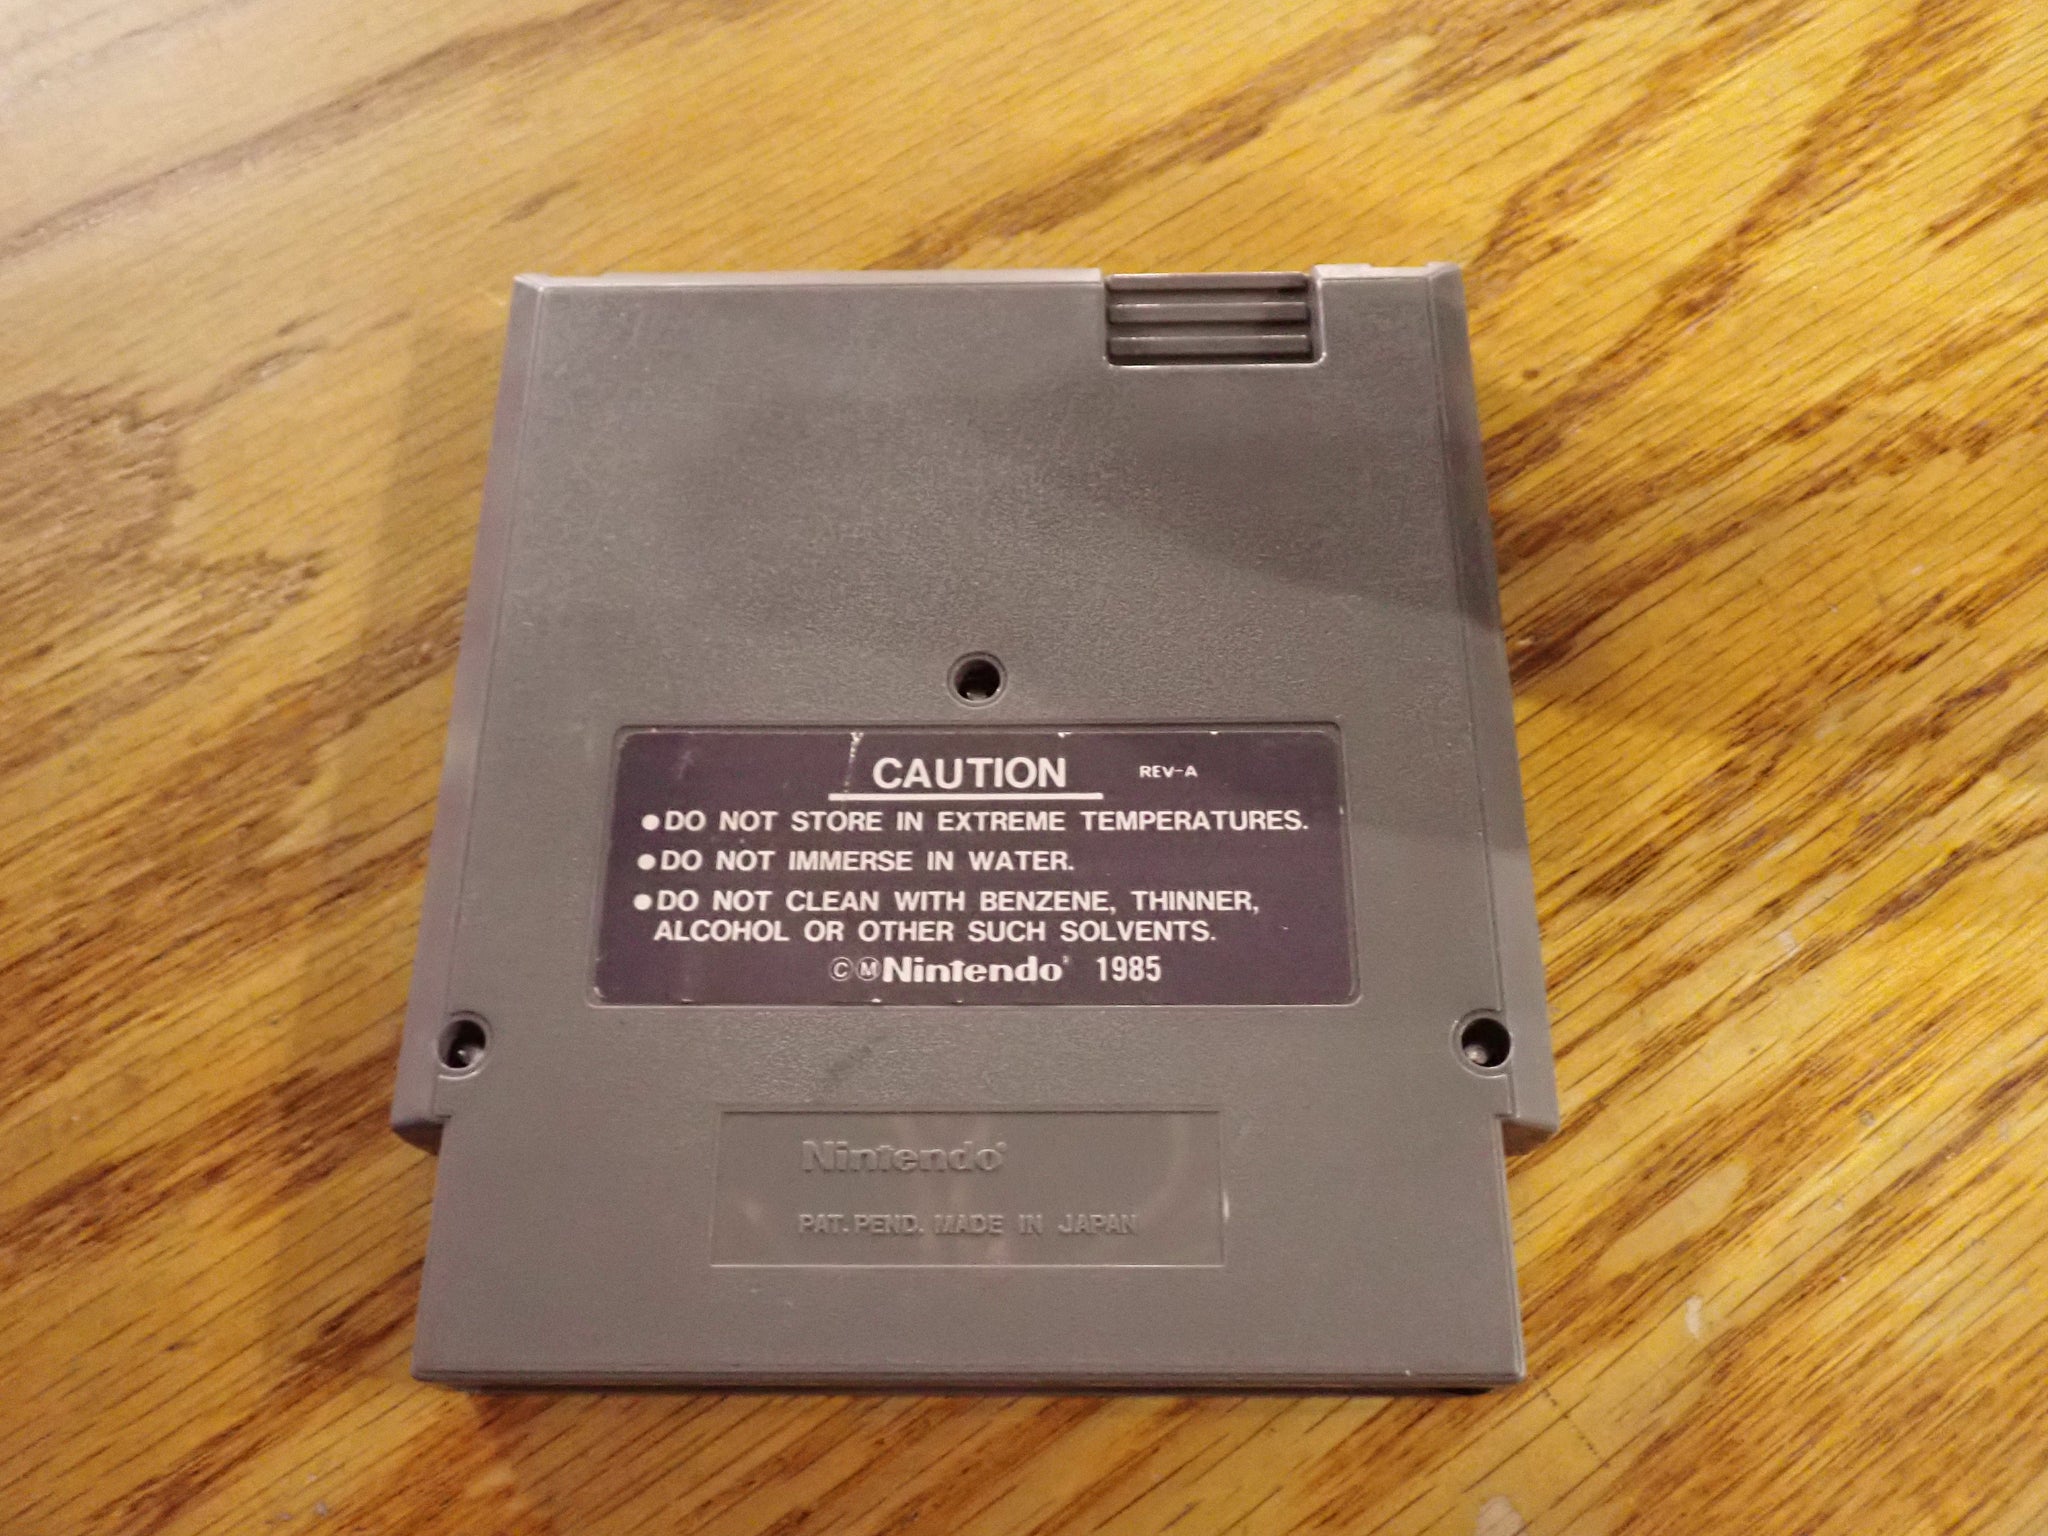 CAUTION REV-A
●DO NOT STORE IN EXTREME TEMPERATURES.
●DO NOT IMMERSE IN WATER.
●DO NOT CLEAN WITH BENZENE, THINNER,
ALCOHOL OR OTHER SUCH SOLVENTS.
ⒸⓂNintendo® 1985
Nintendo®
PAT. PEND. MADE IN JAPAN